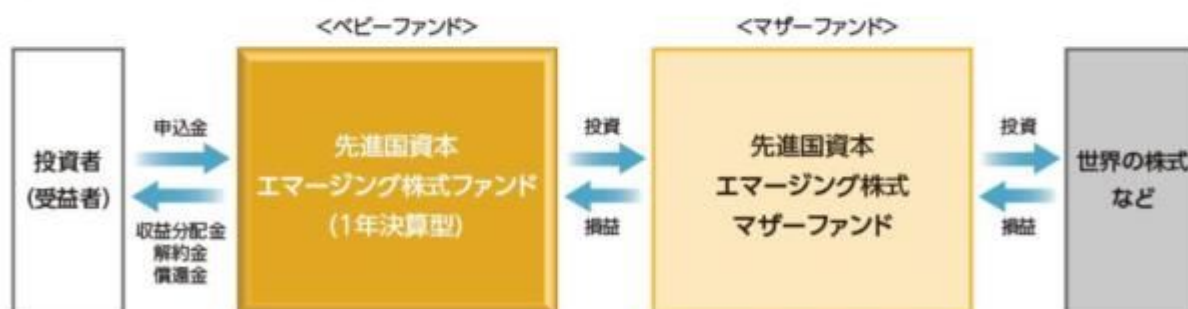 <ベビーファンド>
<マザーファンド>
投資者
(受益者)
申込金
収益分配金
解約金
償還金
先進国資本
エマージング株式ファンド
(1年決算型)
投資
損益
先進国資本
エマージング株式
マザーファンド
投資
損益
世界の株式
など